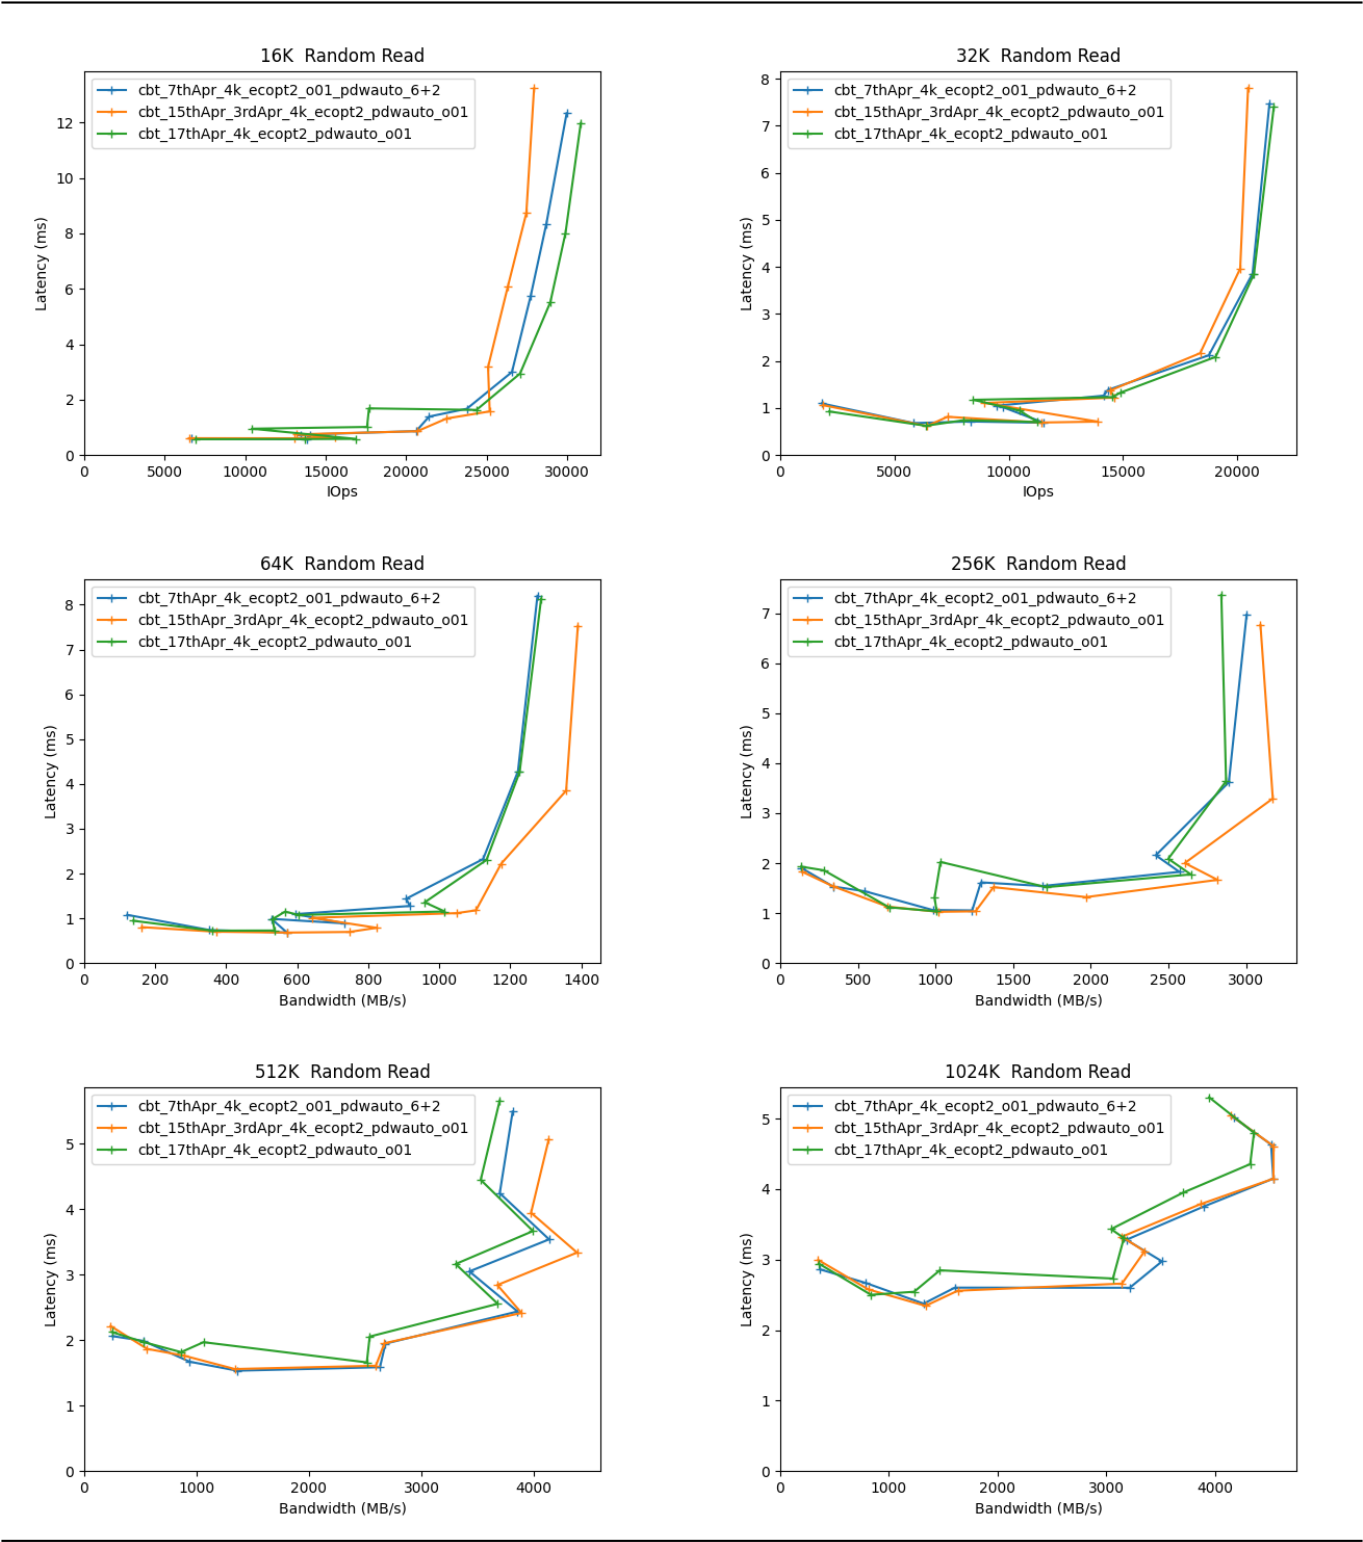 16K  Random Read
cbt_7thApr_4k_ecopt2_o01_pdwauto_6+2
cbt_15thApr_3rdApr_4k_ecopt2_pdwauto_o01
cbt_17thApr_4k_ecopt2_pdwauto_o01
12
10
8
6
4
2
0
Latency (ms)
0 5000 10000 15000 20000 25000 30000
IOps
32K  Random Read
cbt_7thApr_4k_ecopt2_o01_pdwauto_6+2
cbt_15thApr_3rdApr_4k_ecopt2_pdwauto_o01
cbt_17thApr_4k_ecopt2_pdwauto_o01
8
7
6
5
4
3
2
1
0
Latency (ms)
0 5000 10000 15000 20000
IOps
64K  Random Read
cbt_7thApr_4k_ecopt2_o01_pdwauto_6+2
cbt_15thApr_3rdApr_4k_ecopt2_pdwauto_o01
cbt_17thApr_4k_ecopt2_pdwauto_o01
8
7
6
5
4
3
2
1
0
Latency (ms)
0 200 400 600 800 1000 1200 1400
Bandwidth (MB/s)
256K  Random Read
cbt_7thApr_4k_ecopt2_o01_pdwauto_6+2
cbt_15thApr_3rdApr_4k_ecopt2_pdwauto_o01
cbt_17thApr_4k_ecopt2_pdwauto_o01
7
6
5
4
3
2
1
0
Latency (ms)
0 500 1000 1500 2000 2500 3000
Bandwidth (MB/s)
512K  Random Read
cbt_7thApr_4k_ecopt2_o01_pdwauto_6+2
cbt_15thApr_3rdApr_4k_ecopt2_pdwauto_o01
cbt_17thApr_4k_ecopt2_pdwauto_o01
5
4
3
2
1
0
Latency (ms)
0 1000 2000 3000 4000
Bandwidth (MB/s)
1024K  Random Read
cbt_7thApr_4k_ecopt2_o01_pdwauto_6+2
cbt_15thApr_3rdApr_4k_ecopt2_pdwauto_o01
cbt_17thApr_4k_ecopt2_pdwauto_o01
5
4
3
2
1
0
Latency (ms)
0 1000 2000 3000 4000
Bandwidth (MB/s)